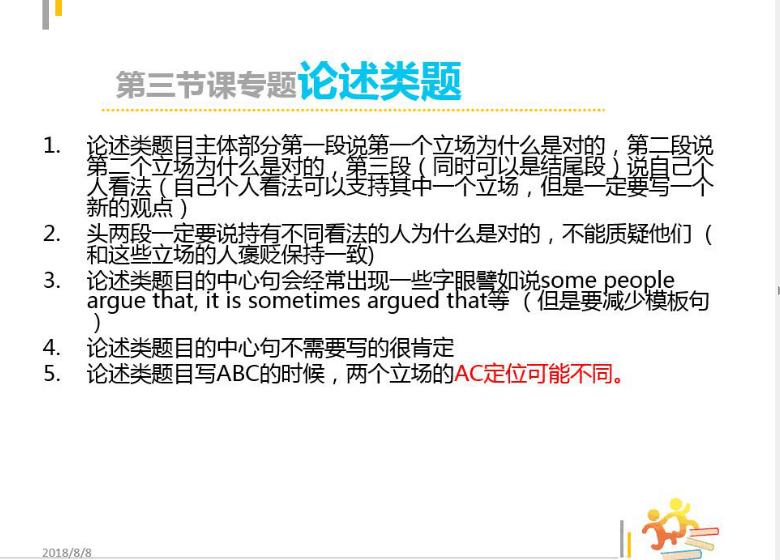 第三节课专题论述类题
1. 论述类题目主体部分第一段说第一个立场为什么是对的，第二段说
第二个立场为什么是对的，第三段（同时可以是结尾段）说自己个
人看法（自己个人看法可以支持其中一个立场，但是一定要写一个
新的观点）
2. 头两段一定要说持有不同看法的人为什么是对的，不能质疑他们（
和这些立场的人褒贬保持一致)
3. 论述类题目的中心句会经常出现一些字眼譬如说some people
argue that, it is sometimes argued that等 （但是要减少模板句
）
4. 论述类题目的中心句不需要写的很肯定
5. 论述类题目写ABC的时候，两个立场的AC定位可能不同。
2018/8/8